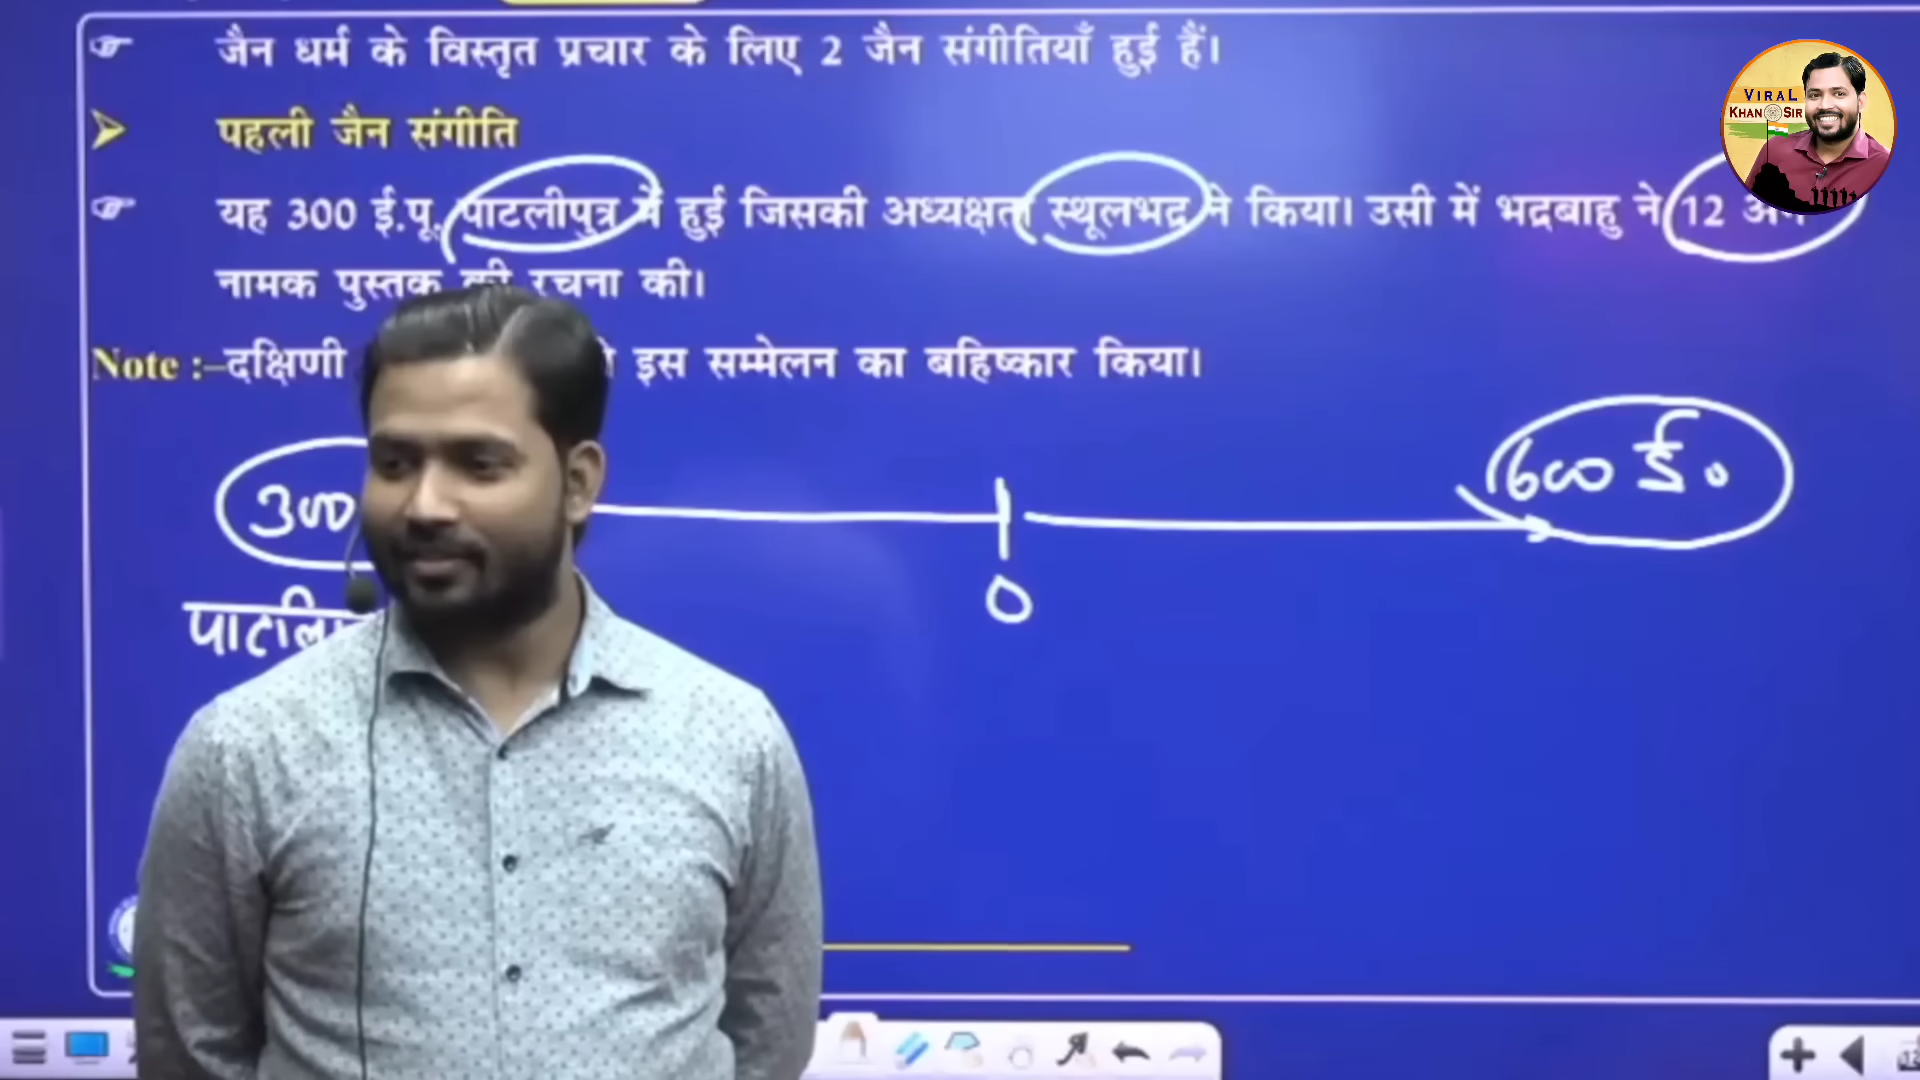 जैन धर्म के विस्तृत प्रचार के लिए 2 जैन संगीतियाँ हुई हैं।
VIRAL
KHAN SIR
पहली जैन संगीति
यह 300 ई.पू. पाटलीपुत्र में हुई जिसकी अध्यक्षता स्थूलभद्र ने किया। उसी में भद्रबाहु ने 12
नामक पुस्तक की रचना की।
Note :–दक्षिणी इस सम्मेलन का बहिष्कार किया।
300
600 ई०
0